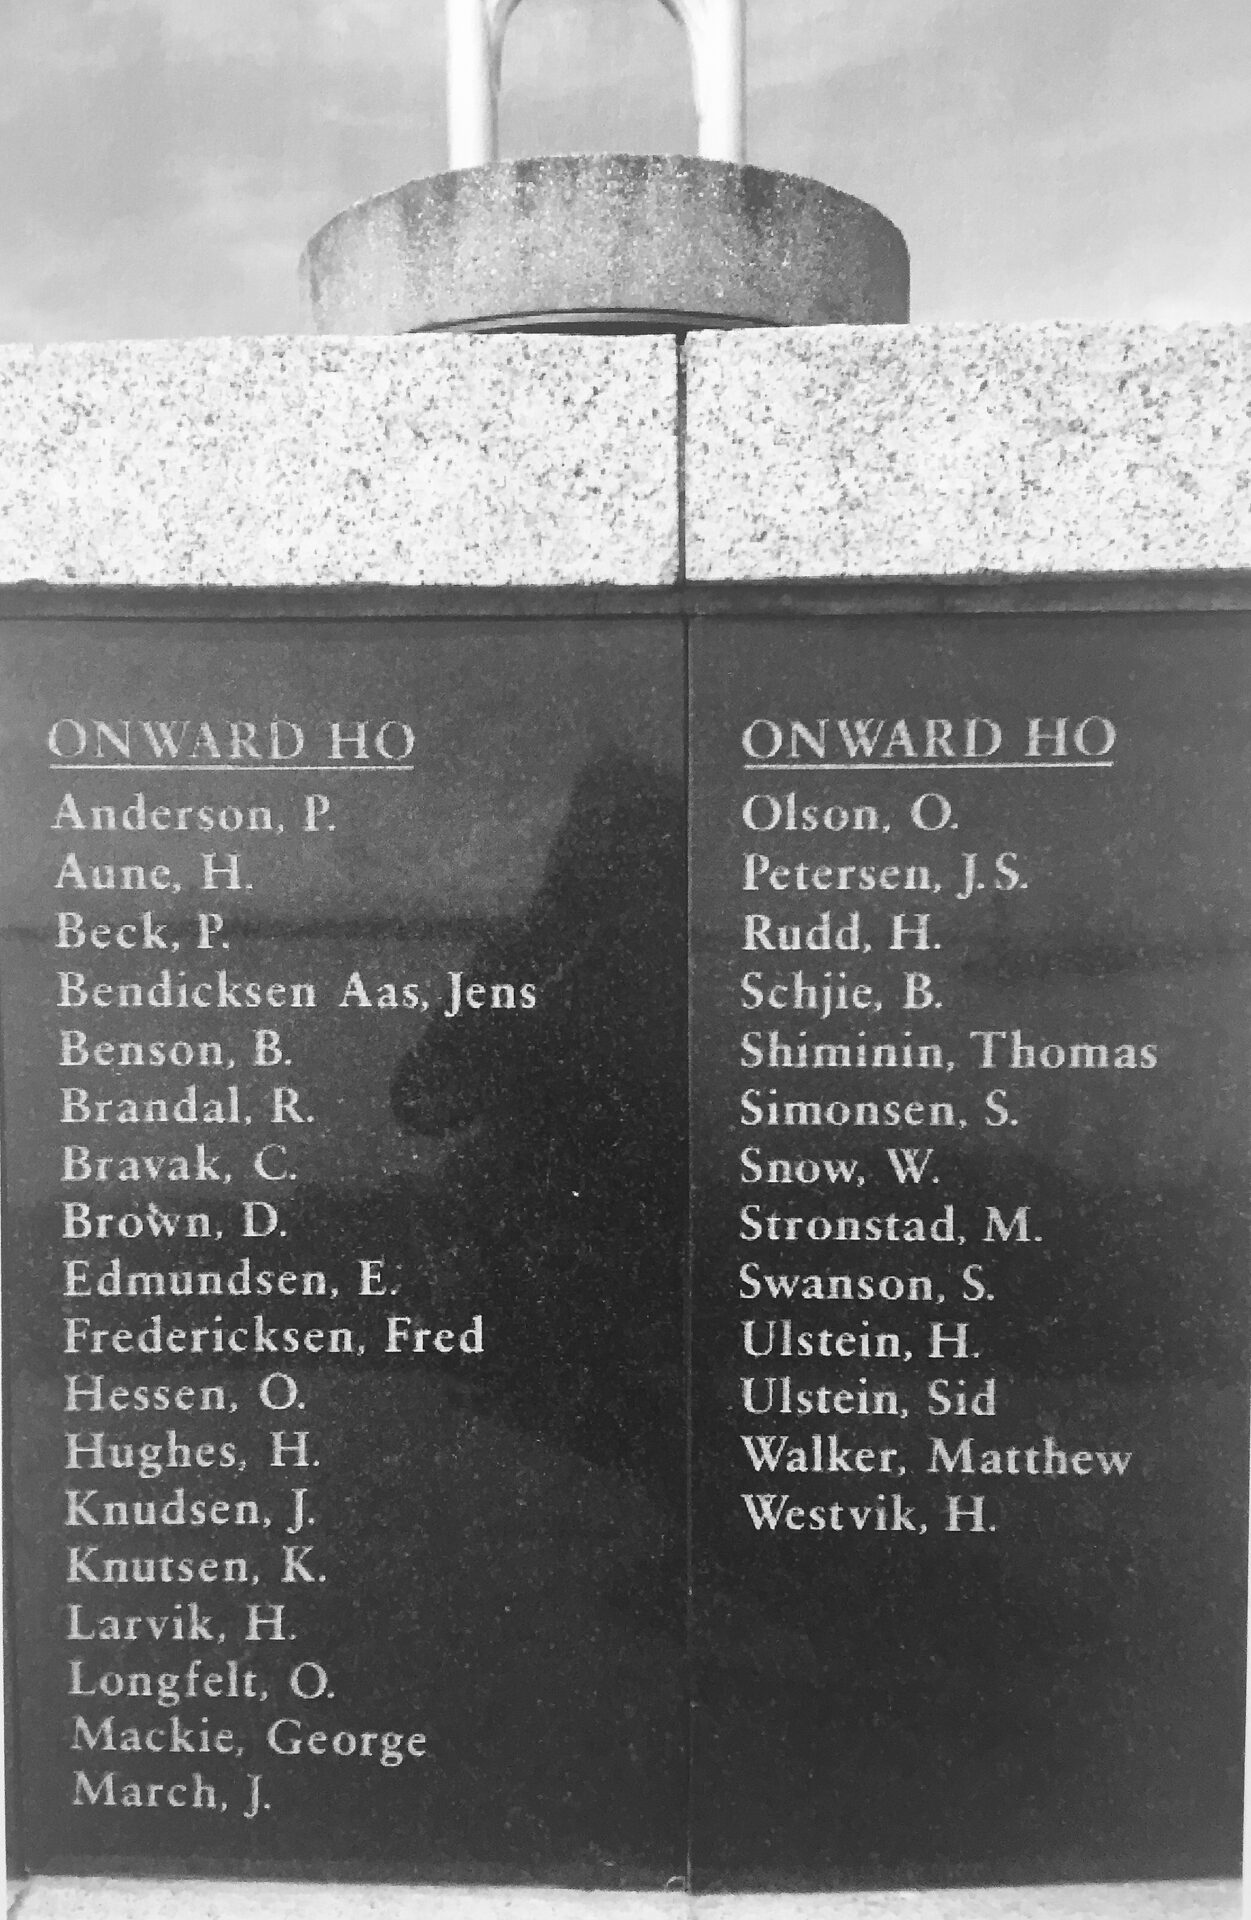 ONWARD HO
Anderson, P.
Aune, H.
Beck, P.
Bendicksen Aas, Jens
Benson, B.
Brandal, R.
Bravak, C.
Brown, D.
Edmundsen, E.
Fredericksen, Fred
Hessen, O.
Hughes, H.
Knudsen, J.
Knutsen, K.
Larvik, H.
Longfelt, O.
Mackie, George
March, J.
ONWARD HO
Olson, O.
Petersen, J.S.
Rudd, H.
Schjie, B.
Shiminin, Thomas
Simonsen, S.
Snow, W.
Stronstad, M.
Swanson, S.
Ulstein, H.
Ulstein, Sid
Walker, Matthew
Westvik, H.